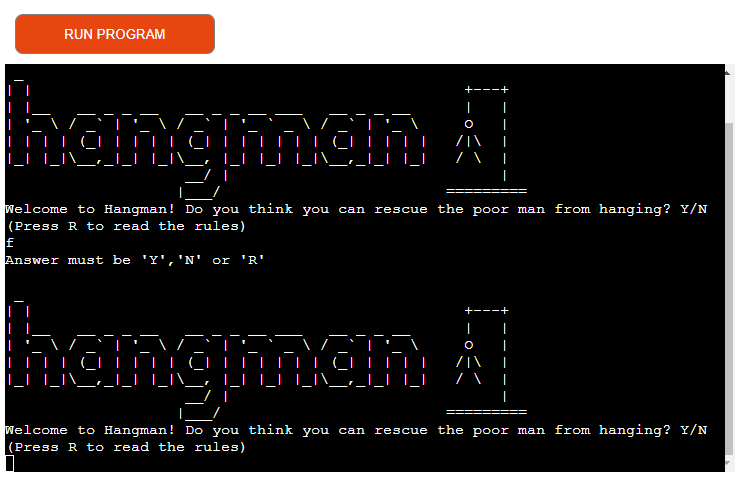 RUN PROGRAM
hangman
Welcome to Hangman! Do you think you can rescue the poor man from hanging? Y/N
(Press R to read the rules)
f
Answer must be 'Y','N' or 'R'
hangman
Welcome to Hangman! Do you think you can rescue the poor man from hanging? Y/N
(Press R to read the rules)